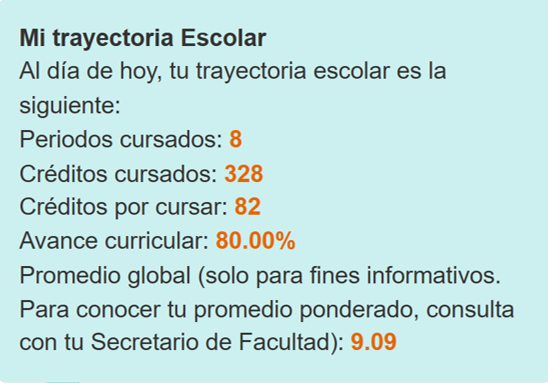 Mi trayectoria Escolar
Al día de hoy, tu trayectoria escolar es la
siguiente:
Periodos cursados: 8
Créditos cursados: 328
Créditos por cursar: 82
Avance curricular: 80.00%
Promedio global (solo para fines informativos.
Para conocer tu promedio ponderado, consulta
con tu Secretario de Facultad): 9.09